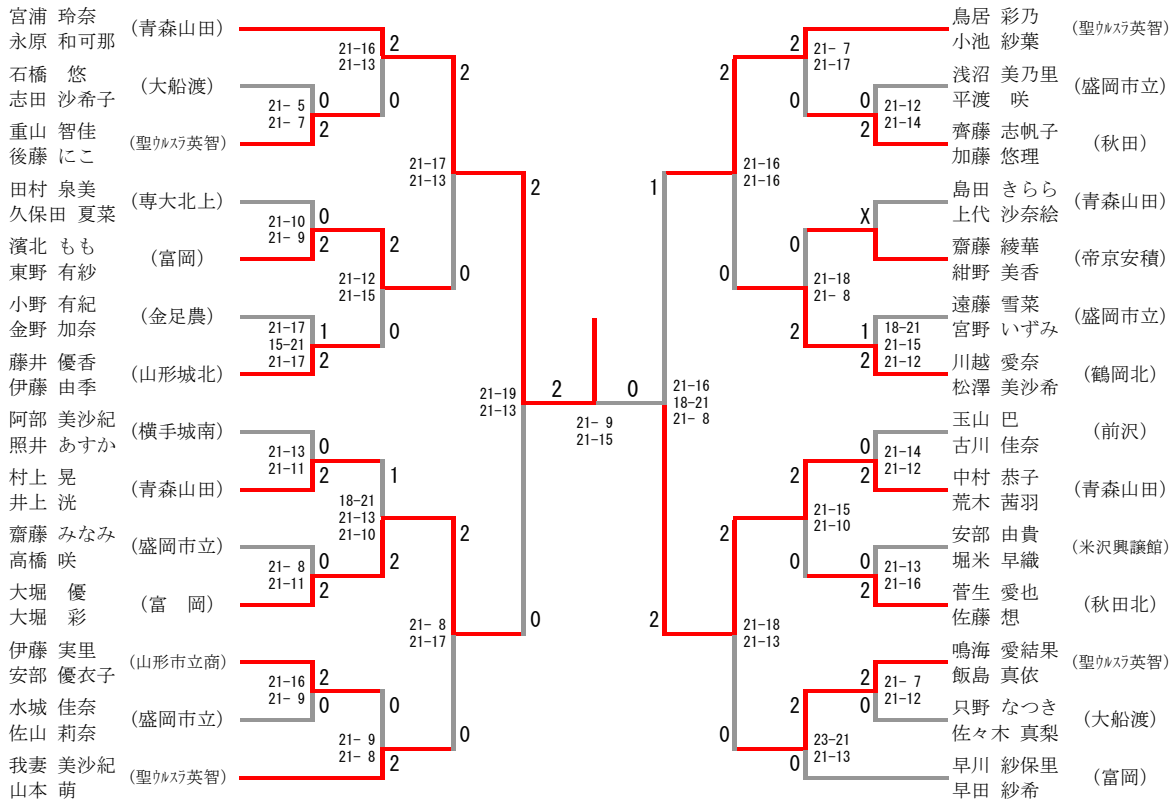 宮浦 玲奈
永原 和可那
(青森山田)
石橋 悠
志田 沙希子
(大船渡)
重山 智佳
後藤 にこ
(聖ウルスラ英智)
田村 泉美
久保田 夏菜
(専大北上)
濱北 もも
東野 有紗
(富岡)
小野 有紀
金野 加奈
(金足農)
藤井 優香
伊藤 由季
(山形城北)
阿部 美沙紀
照井 あすか
(横手城南)
村上 晃
井上 洸
(青森山田)
齋藤 みなみ
高橋 咲
(盛岡市立)
大堀 優
大堀 彩
(富 岡)
伊藤 実里
安部 優衣子
(山形市立商)
水城 佳奈
佐山 莉奈
(盛岡市立)
我妻 美沙紀
山本 萌
(聖ウルスラ英智)
21- 5
21- 7
0
2
21-10
21- 9
0
2
21-17
15-21
21-17
1
2
21-13
21-11
0
2
21- 8
21-11
0
2
21-16
21- 9
2
0
21-16
21-13
2
0
21-12
21-15
2
0
18-21
21-13
21-10
1
2
21- 9
21- 8
0
2
21-17
21-13
2
0
21- 8
21-17
2
0
21-19
21-13
2
0
2
0
21- 9
21-15
21-16
18-21
21- 8
1
2
21-16
21-16
2
0
21-18
21-13
2
0
21- 7
21-17
2
0
21-18
21- 8
0
2
21-15
21-10
2
0
23-21
21-13
2
0
21-12
21-14
0
2
X
18-21
21-15
21-12
1
2
21-14
21-12
0
2
21-13
21-16
0
2
21- 7
21-12
2
0
鳥居 彩乃
小池 紗葉
(聖ウルスラ英智)
浅沼 美乃里
平渡 咲
(盛岡市立)
齊藤 志帆子
加藤 悠理
(秋田)
島田 きらら
上代 沙奈絵
(青森山田)
齋藤 綾華
紺野 美香
(帝京安積)
遠藤 雪菜
宮野 いずみ
(盛岡市立)
川越 愛奈
松澤 美沙希
(鶴岡北)
玉山 巴
古川 佳奈
(前沢)
中村 恭子
荒木 茜羽
(青森山田)
安部 由貴
堀米 早織
(米沢興譲館)
菅生 愛也
佐藤 想
(秋田北)
鳴海 愛結果
飯島 真依
(聖ウルスラ英智)
只野 なつき
佐々木 真梨
(大船渡)
早川 紗保里
早田 紗希
(富岡)